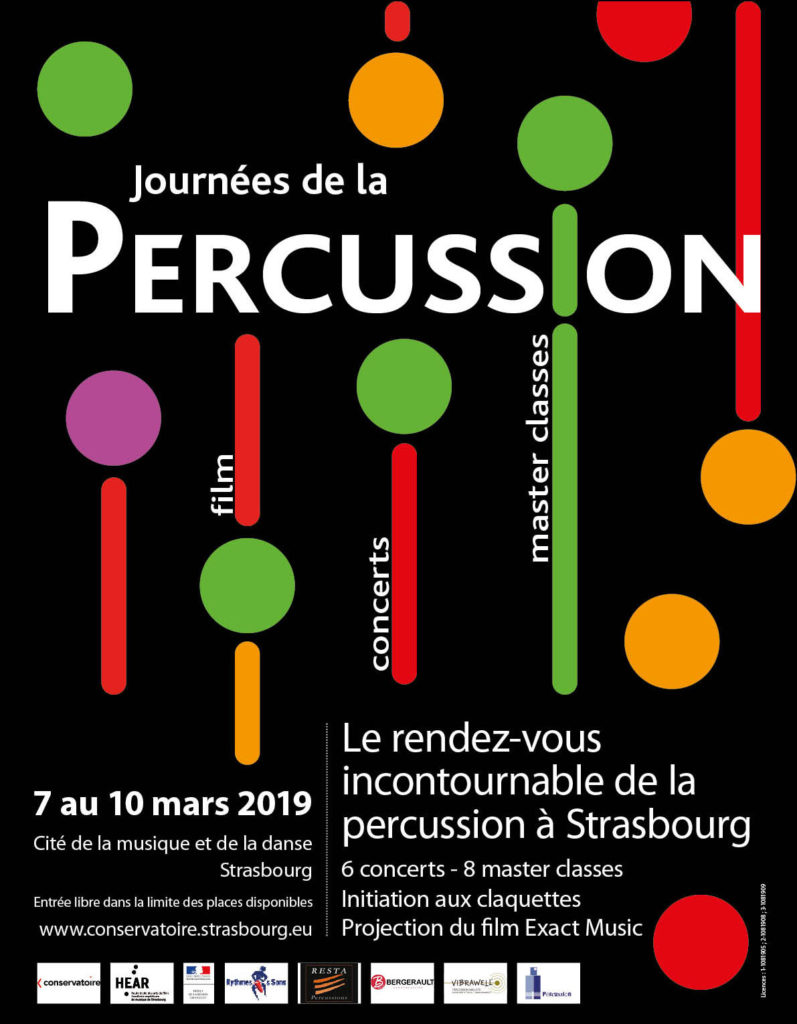 Journées de la
PERCUSSION
film
concerts
master classes
7 au 10 mars 2019
Cité de la musique et de la danse
Strasbourg
Entrée libre dans la limite des places disponibles
www.conservatoire.strasbourg.eu
Le rendez-vous
incontournable de la
percussion à Strasbourg
6 concerts - 8 master classes
Initiation aux claquettes
Projection du film Exact Music
Licences : 1-1081905 ; 2-1081908 ; 3-1081909
conservatoire
HEAR
Rythmes & Sons
RESTA
Percussions
BERGERAULT
VIBRAWELL
Percussion